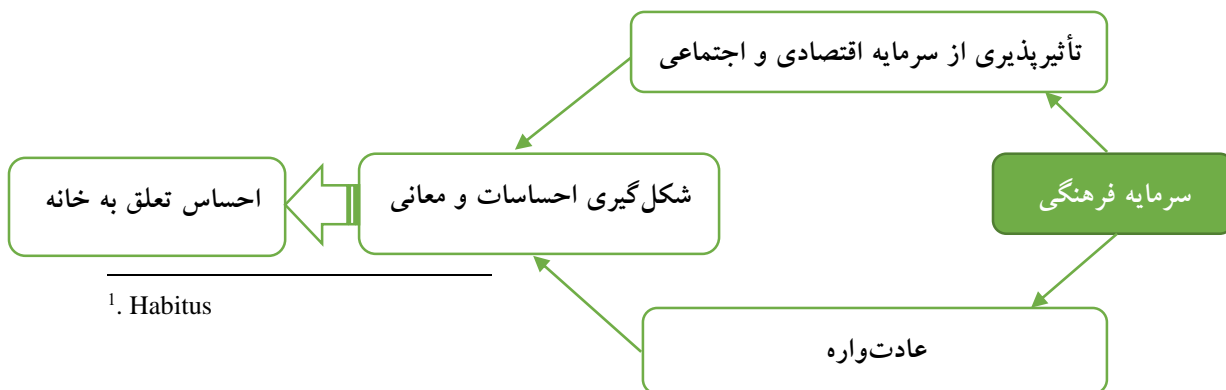 تأثیرپذیری از سرمایه اقتصادی و اجتماعی
سرمایه فرهنگی
شکل‌گیری احساسات و معانی
احساس تعلق به خانه
عادت‌واره
1. Habitus